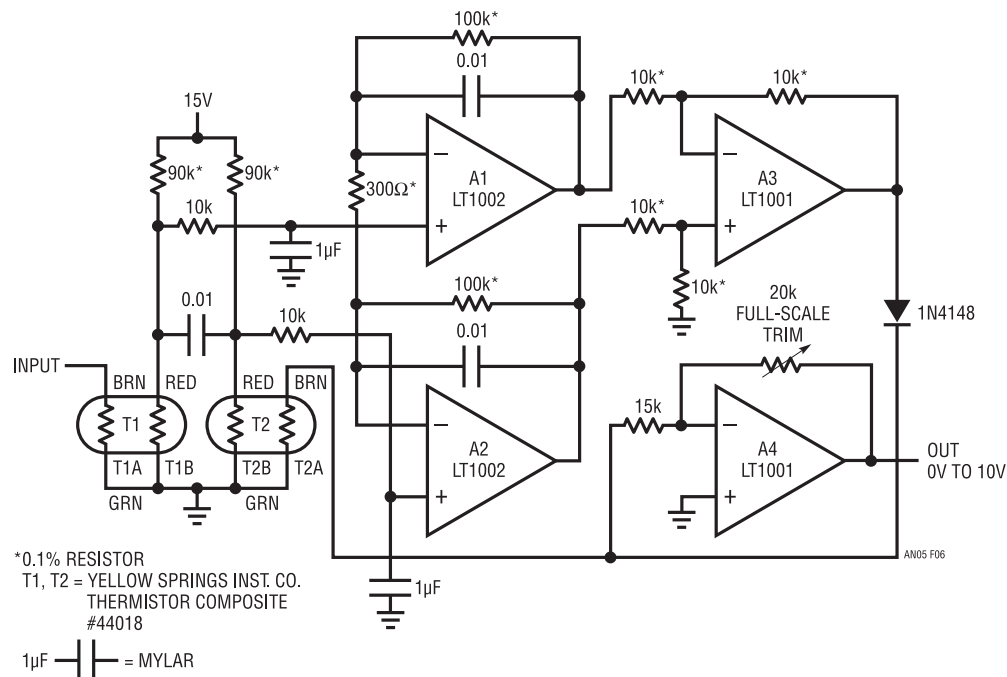 100k*
0.01
10k*
10k*
15V
90k*
90k*
300Ω*
−
A1
LT1002
+
−
A3
LT1001
+
10k
1µF
10k*
10k*
100k*
0.01
0.01
10k
20k
FULL-SCALE
TRIM
1N4148
INPUT
BRN
RED
RED
BRN
T1
T2
T1A
T1B
T2B
T2A
GRN
GRN
−
A2
LT1002
+
15k
−
A4
LT1001
+
OUT
0V TO 10V
AN05 F06
1µF
*0.1% RESISTOR
T1, T2 = YELLOW SPRINGS INST. CO.
THERMISTOR COMPOSITE
#44018
1µF = MYLAR